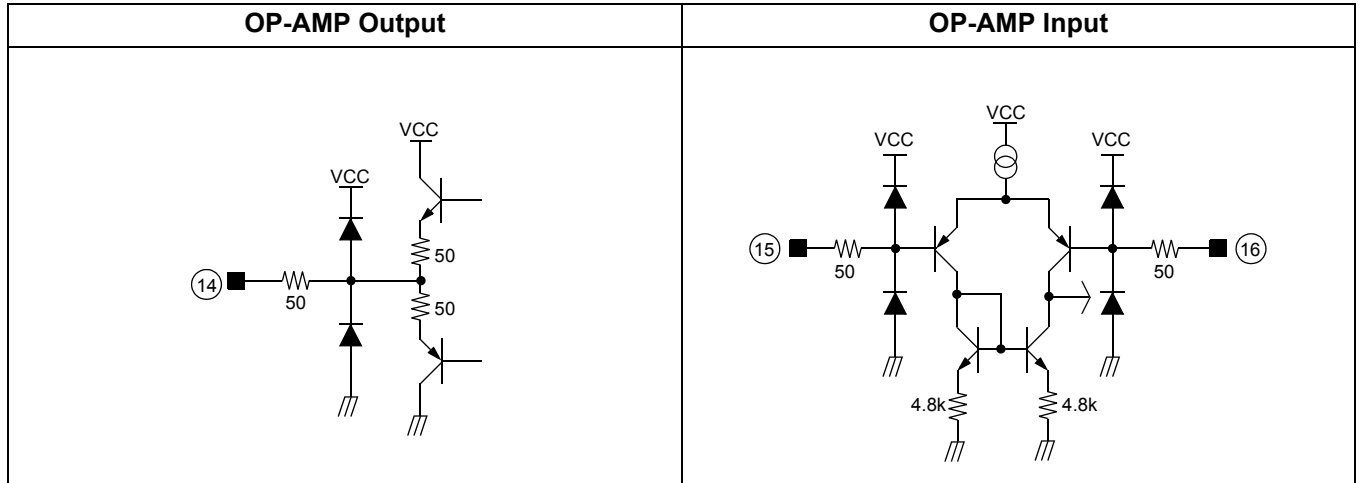 OP-AMP Output
OP-AMP Input
VCC
VCC
50
14
50
50
VCC
VCC
VCC
15
50
50
16
4.8k
4.8k